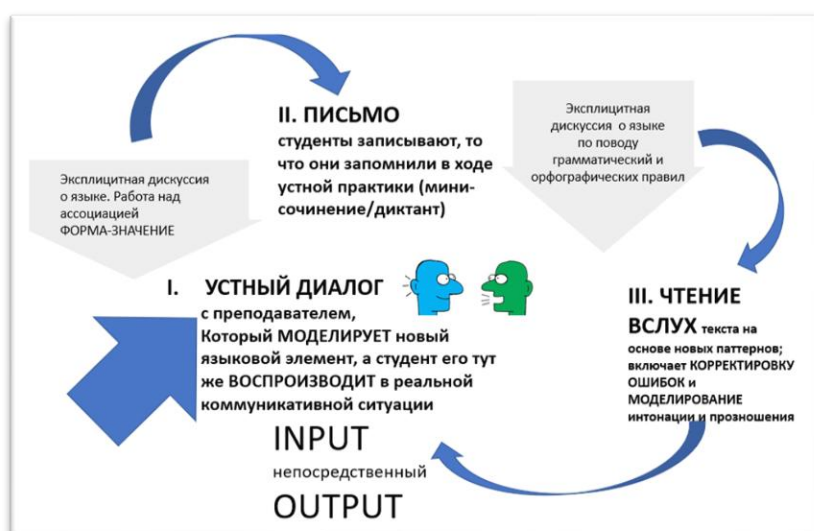 II. ПИСЬМО
студенты записывают, то
что они запомнили в ходе
устной практики (мини-
сочинение/диктант)
Эксплицитная
дискуссия о языке
по поводу
грамматический и
орфографических правил
Эксплицитная дискуссия
о языке. Работа над
ассоциацией
ФОРМА-ЗНАЧЕНИЕ
I. УСТНЫЙ ДИАЛОГ
с преподавателем,
Который МОДЕЛИРУЕТ новый
языковой элемент, а студент его тут
же ВОСПРОИЗВОДИТ в реальной
коммуникативной ситуации
INPUT
непосредственный
OUTPUT
III. ЧТЕНИЕ
ВСЛУХ текста на
основе новых паттернов;
включает КОРРЕКТИРОВКУ
ОШИБОК и
МОДЕЛИРОВАНИЕ
интонации и прозношения